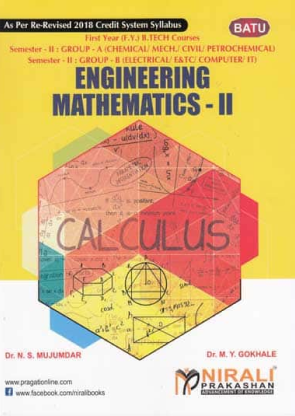 As Per Re-Revised 2018 Credit System Syllabus
BATU
First Year (F.Y.) B.TECH Courses
Semester - II : GROUP - A (CHEMICAL/ MECH./ CIVIL/ PETROCHEMICAL)
Semester - II : GROUP - B (ELECTRICAL/ E&TC/ COMPUTER/ IT)
ENGINEERING
MATHEMATICS - II
CALCULUS
Dr. N. S. MUJUMDAR
Dr. M. Y. GOKHALE
www.pragationline.com
www.facebook.com/niralibooks
NIRALI
PRAKASHAN
ADVANCEMENT OF KNOWLEDGE